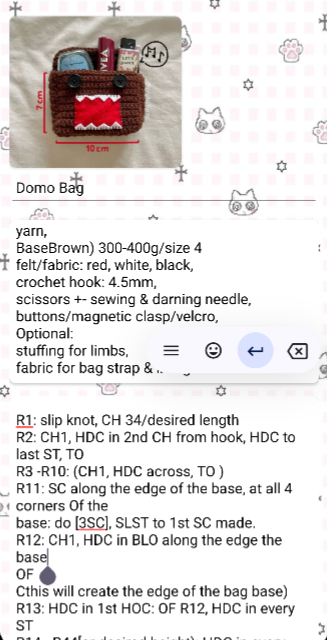 7cm
10 cm
NIVEA
Domo Bag
yarn,
BaseBrown) 300-400g/size 4
felt/fabric: red, white, black,
crochet hook: 4.5mm,
scissors +- sewing & darning needle,
buttons/magnetic clasp/velcro,
Optional:
stuffing for limbs,
fabric for bag strap &
R1: slip knot, CH 34/desired length
R2: CH1, HDC in 2nd CH from hook, HDC to
last ST, TO
R3 -R10: (CH1, HDC across, TO )
R11: SC along the edge of the base, at all 4
corners Of the
base: do [3SC], SLST to 1st SC made.
R12: CH1, HDC in BLO along the edge the
base
OF
Cthis will create the edge of the bag base)
R13: HDC in 1st HOC: OF R12, HDC in every
ST